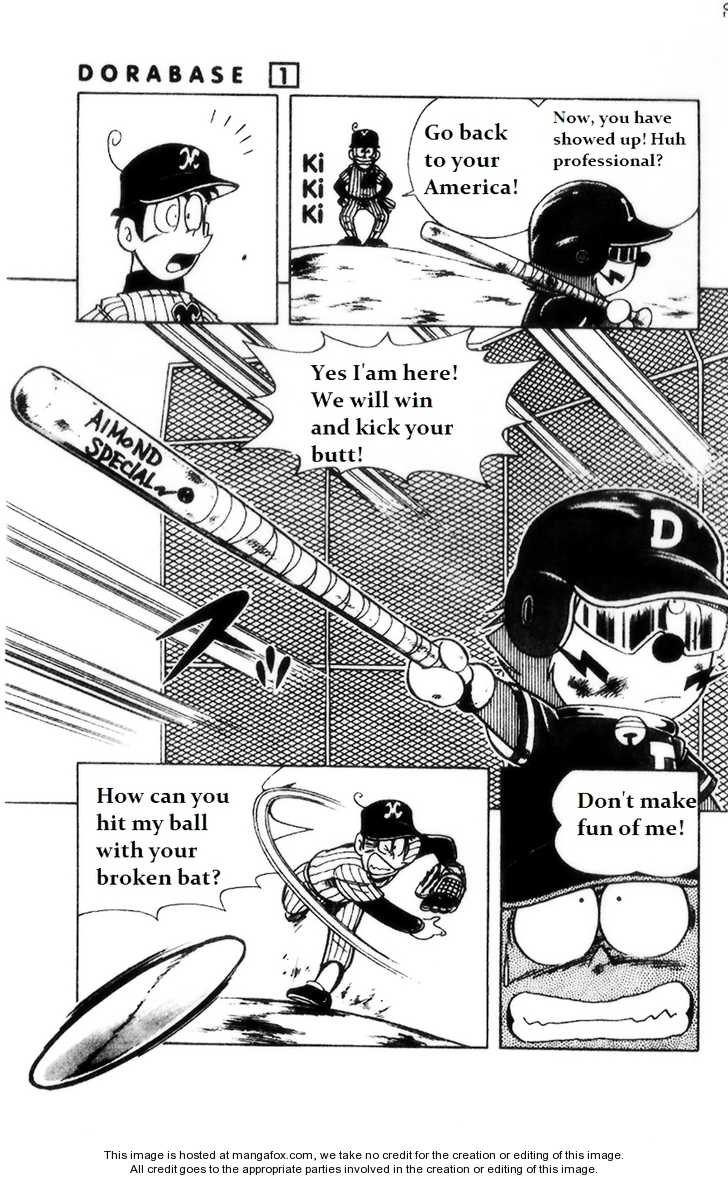 DORABASE 1
Ki
Ki
Ki
Go back
to your
America!
Now, you have
showed up! Huh
professional?
Yes I'am here!
We will win
and kick your
butt!
AlMOND
SPECIAL
D
How can you
hit my ball
with your
broken bat?
Don't make
fun of me!
This image is hosted at mangafox.com, we take no credit for the creation or editing of this image.
All credit goes to the appropriate parties involved in the creation or editing of this image.